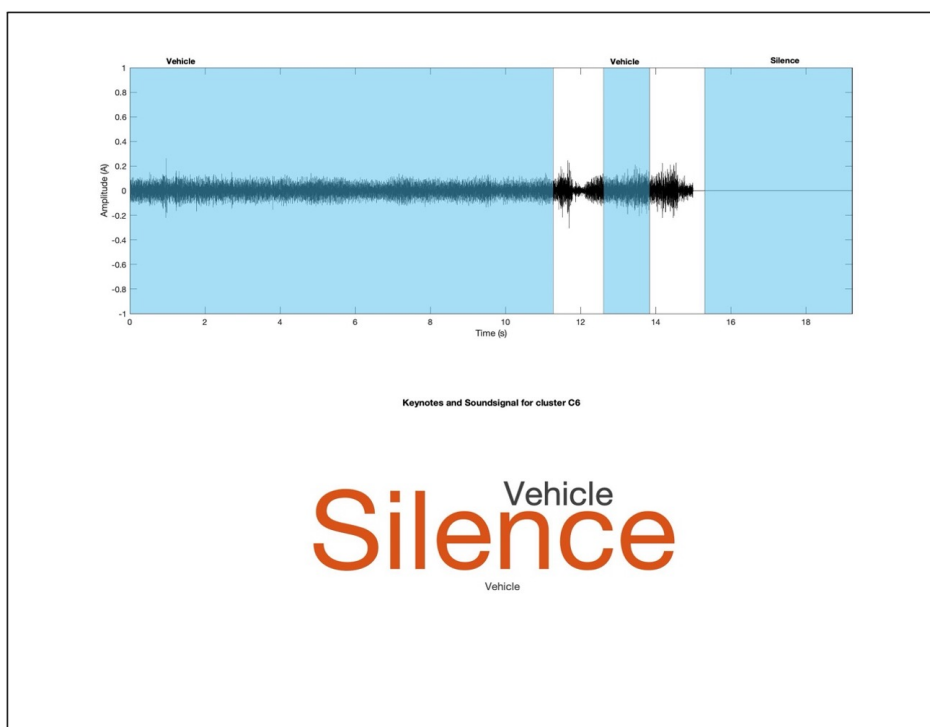 Vehicle Vehicle Silence
1
0.8
0.6
0.4
0.2
0
-0.2
-0.4
-0.6
-0.8
-1
Amplitude (A)
0 2 4 6 8 10 12 14 16 18
Time (s)
Keynotes and Soundsignal for cluster C6
Vehicle
Silence
Vehicle